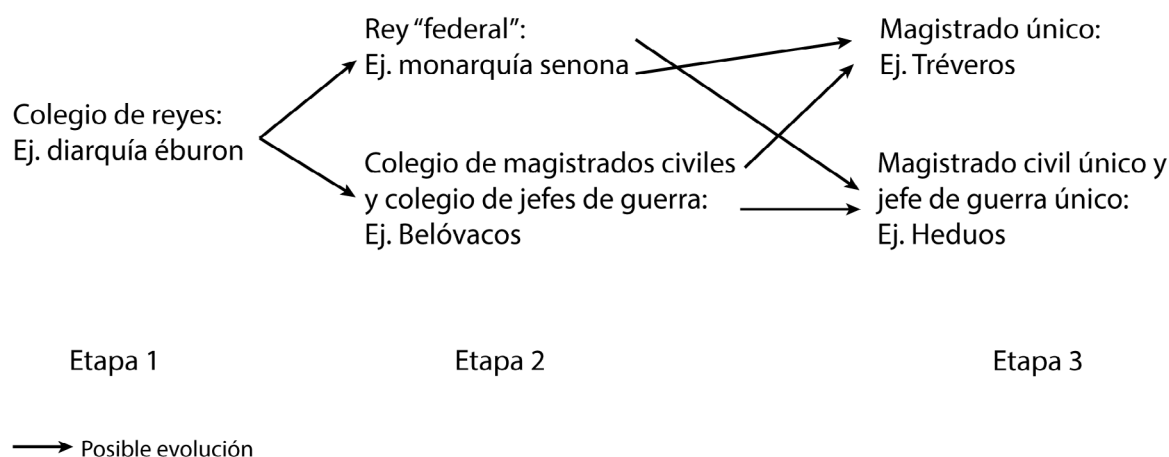 Colegio de reyes:
Ej. diarquía éburon
Rey “federal”:
Ej. monarquía senona
Colegio de magistrados civiles
y colegio de jefes de guerra:
Ej. Belóvacos
Magistrado único:
Ej. Tréveros
Magistrado civil único y
jefe de guerra único:
Ej. Heduos
Etapa 1
Etapa 2
Etapa 3
Posible evolución